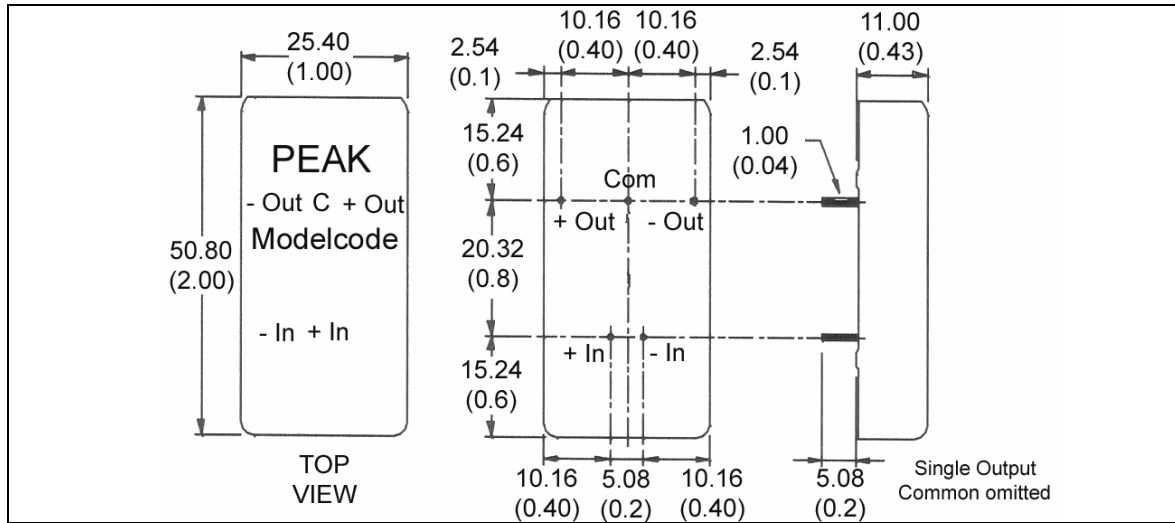 25.40
(1.00)
50.80
(2.00)
PEAK
- Out C + Out
Modelcode
- In + In
TOP
VIEW
10.16 10.16
(0.40) (0.40)
2.54
(0.1)
2.54
(0.1)
15.24
(0.6)
Com
+ Out - Out
20.32
(0.8)
+ In - In
15.24
(0.6)
10.16 5.08 10.16
(0.40) (0.2) (0.40)
11.00
(0.43)
1.00
(0.04)
5.08
(0.2)
Single Output
Common omitted